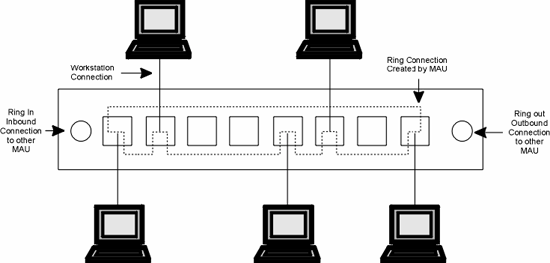 Workstation
Connection
Ring Connection
Created by MAU
Ring In
Inbound
Connection
to other
MAU
Ring out
Outbound
Connection
to other
MAU